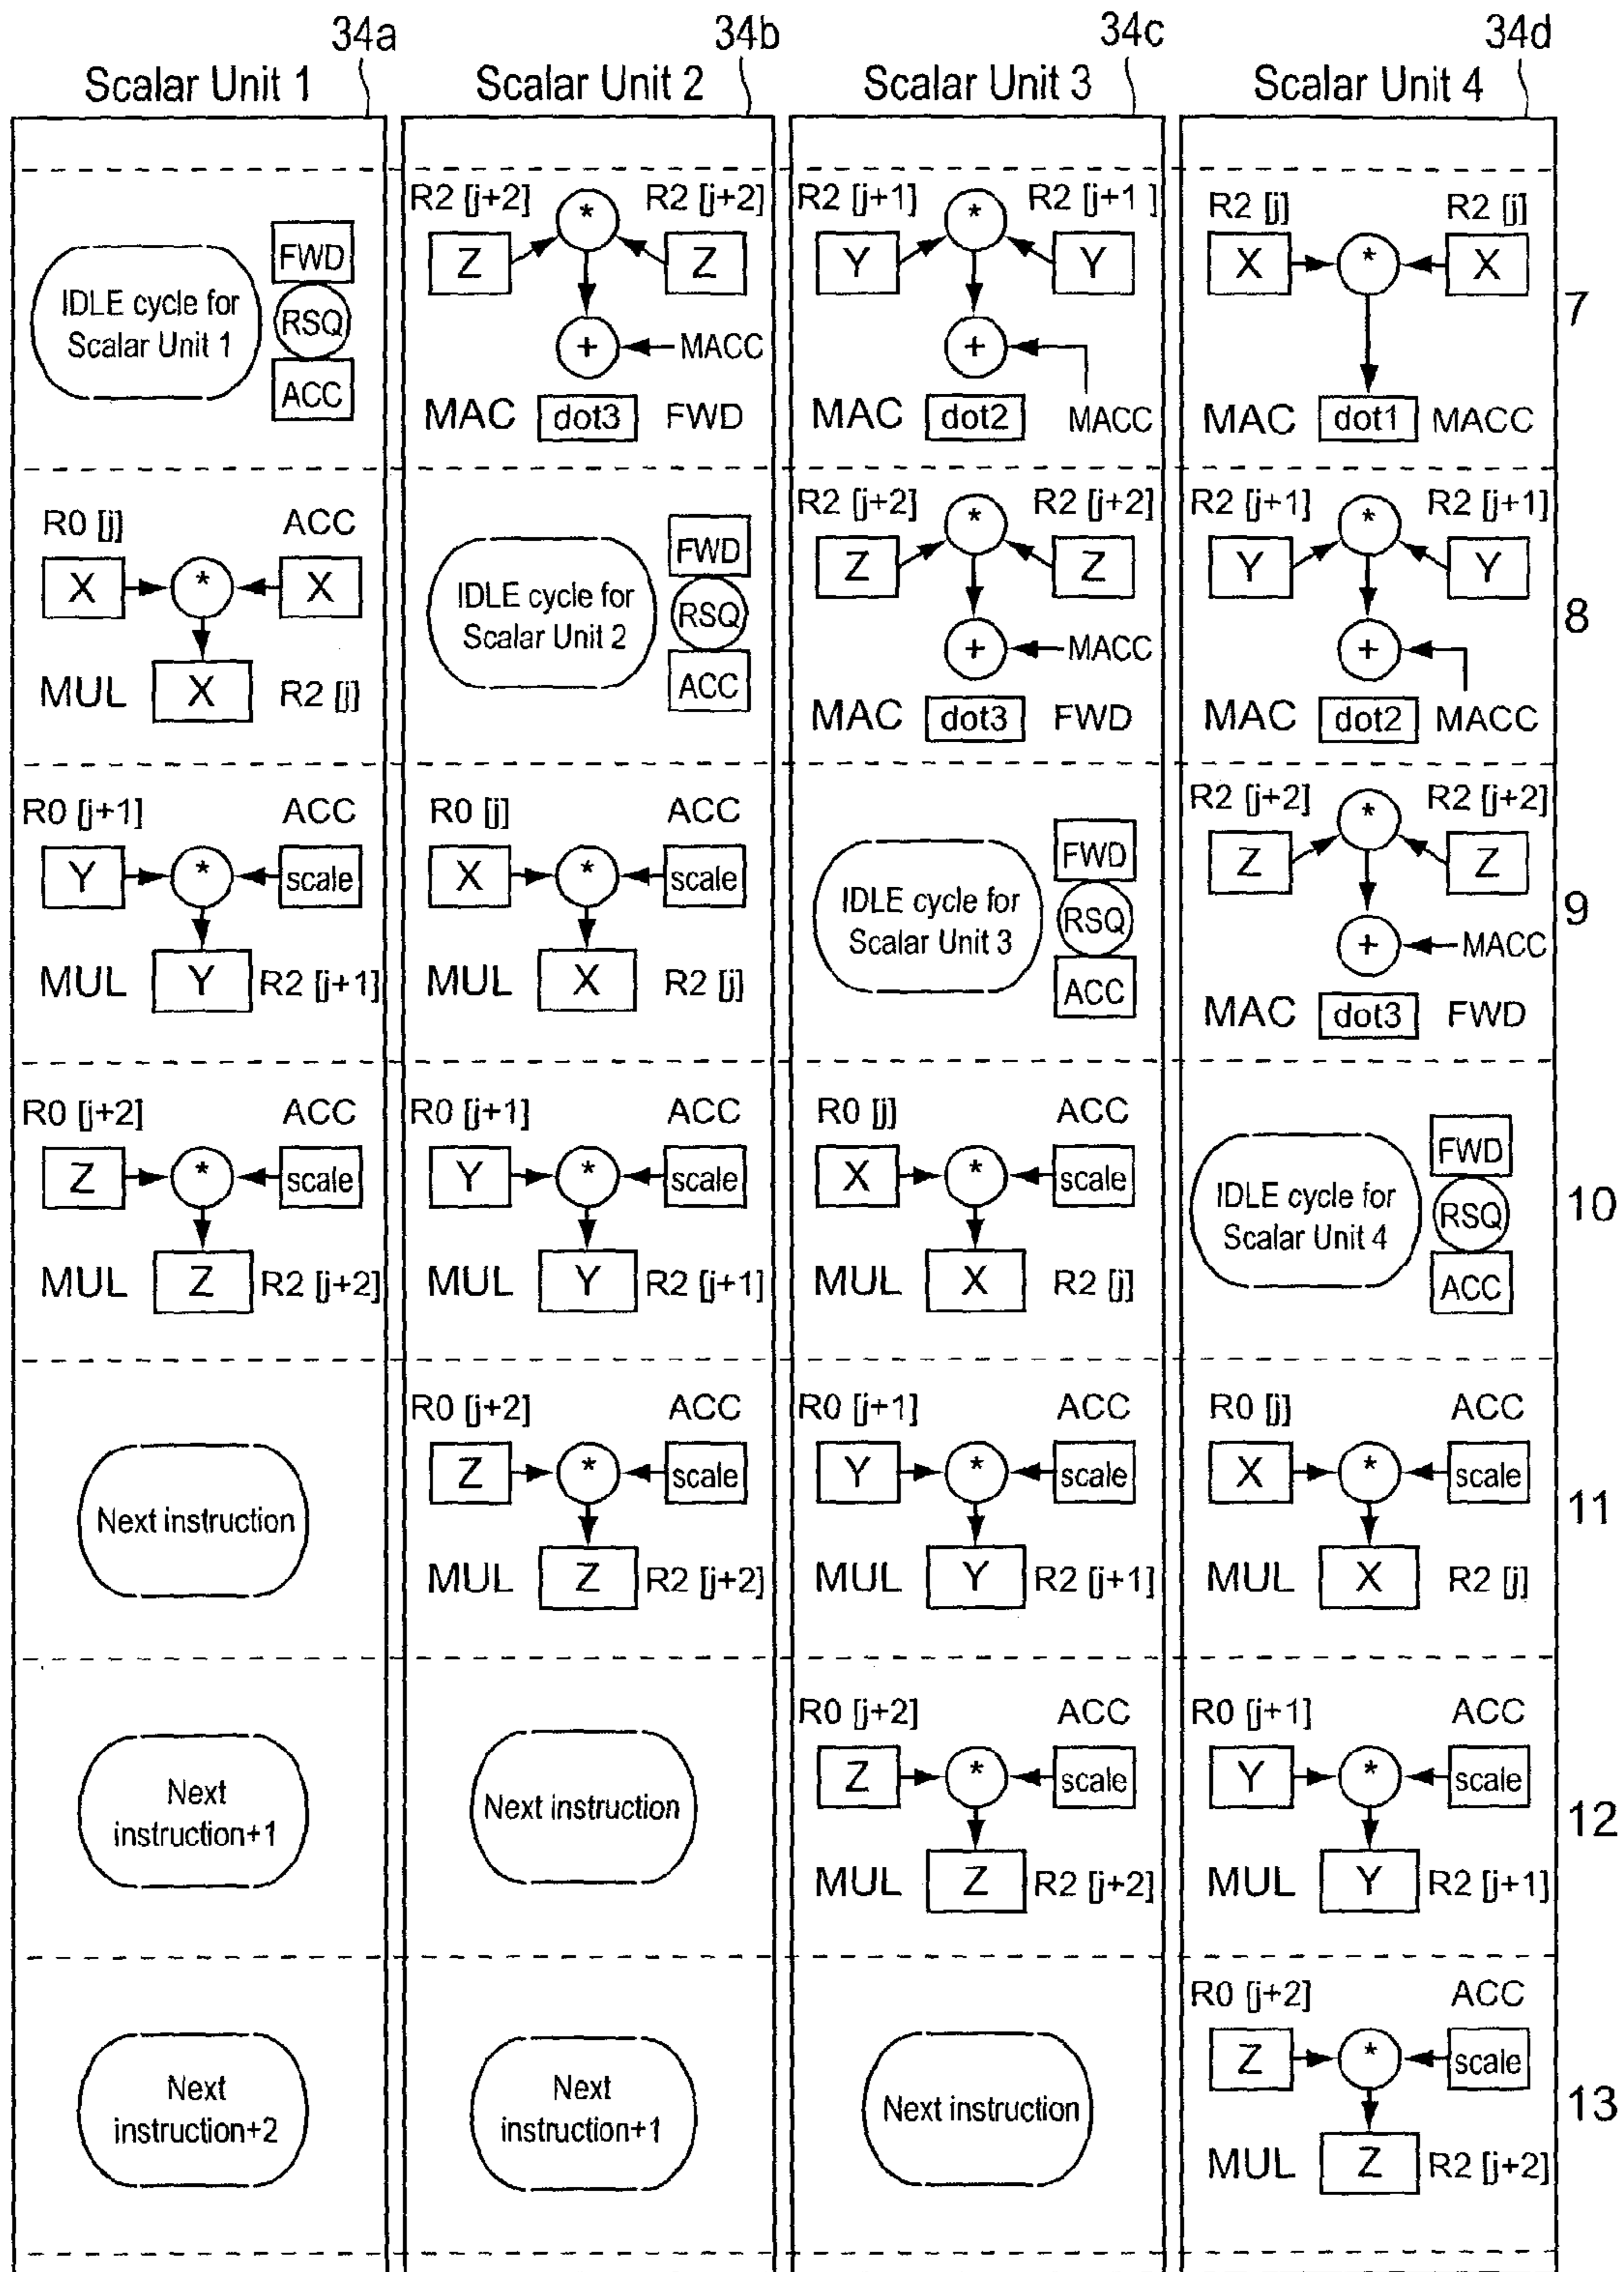 34a 34b 34c 34d
Scalar Unit 1 Scalar Unit 2 Scalar Unit 3 Scalar Unit 4
R2 [j+2] * R2 [j+2] R2 [j+1] * R2 [j+1 ] R2 [j] R2 [j]
FWD Z Z Y Y X * X
IDLE cycle for
Scalar Unit 1
RSQ + MACC + 7
ACC MAC dot3 FWD MAC dot2 MACC MAC dot1 MACC
R0 [j] ACC R2 [j+2] * R2 [j+2] R2 [j+1] * R2 [j+1]
X * X FWD Z Z Y Y
IDLE cycle for
Scalar Unit 2
RSQ + MACC + 8
MUL X R2 [j] ACC MAC dot3 FWD MAC dot2 MACC
R0 [j+1] ACC R0 [j] ACC R2 [j+2] * R2 [j+2]
Y * scale X * scale FWD Z Z
IDLE cycle for
Scalar Unit 3
RSQ + MACC 9
MUL Y R2 [j+1] MUL X R2 [j] ACC MAC dot3 FWD
R0 [j+2] ACC R0 [j+1] ACC R0 [j] ACC
Z * scale Y * scale X * scale FWD
IDLE cycle for
Scalar Unit 4
RSQ 10
MUL Z R2 [j+2] MUL Y R2 [j+1] MUL X R2 [j] ACC
R0 [j+2] ACC R0 [j+1] ACC R0 [j] ACC
Z * scale Y * scale X * scale
Next instruction 11
MUL Z R2 [j+2] MUL Y R2 [j+1] MUL X R2 [j]
R0 [j+2] ACC R0 [j+1] ACC
Z * scale Y * scale
Next
instruction+1
Next instruction 12
MUL Z R2 [j+2] MUL Y R2 [j+1]
R0 [j+2] ACC
Z * scale
Next
instruction+2
Next
instruction+1
Next instruction 13
MUL Z R2 [j+2]